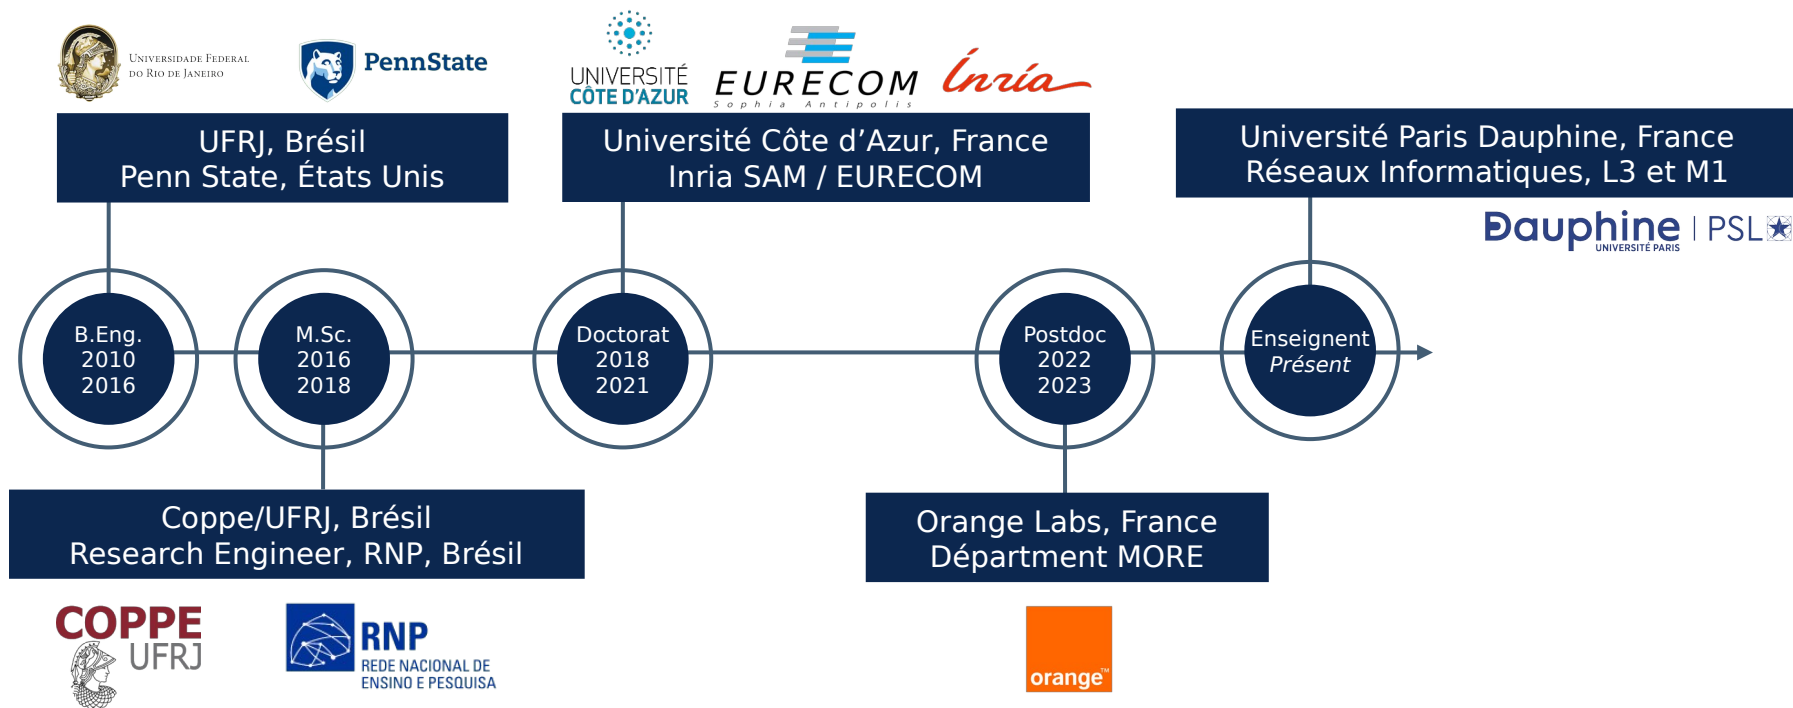 UNIVERSIDADE FEDERAL
DO RIO DE JANEIRO
PennState
UNIVERSITÉ
CÔTE D'AZUR
EURECOM
Sophia Antipolis
Inria
UFRJ, Brésil
Penn State, États Unis
Université Côte d’Azur, France
Inria SAM / EURECOM
Université Paris Dauphine, France
Réseaux Informatiques, L3 et M1
Dauphine | PSL
UNIVERSITÉ PARIS
B.Eng.
2010
2016
M.Sc.
2016
2018
Doctorat
2018
2021
Postdoc
2022
2023
Enseignent
Présent
Coppe/UFRJ, Brésil
Research Engineer, RNP, Brésil
Orange Labs, France
Départment MORE
COPPE
UFRJ
RNP
REDE NACIONAL DE
ENSINO E PESQUISA
orange™